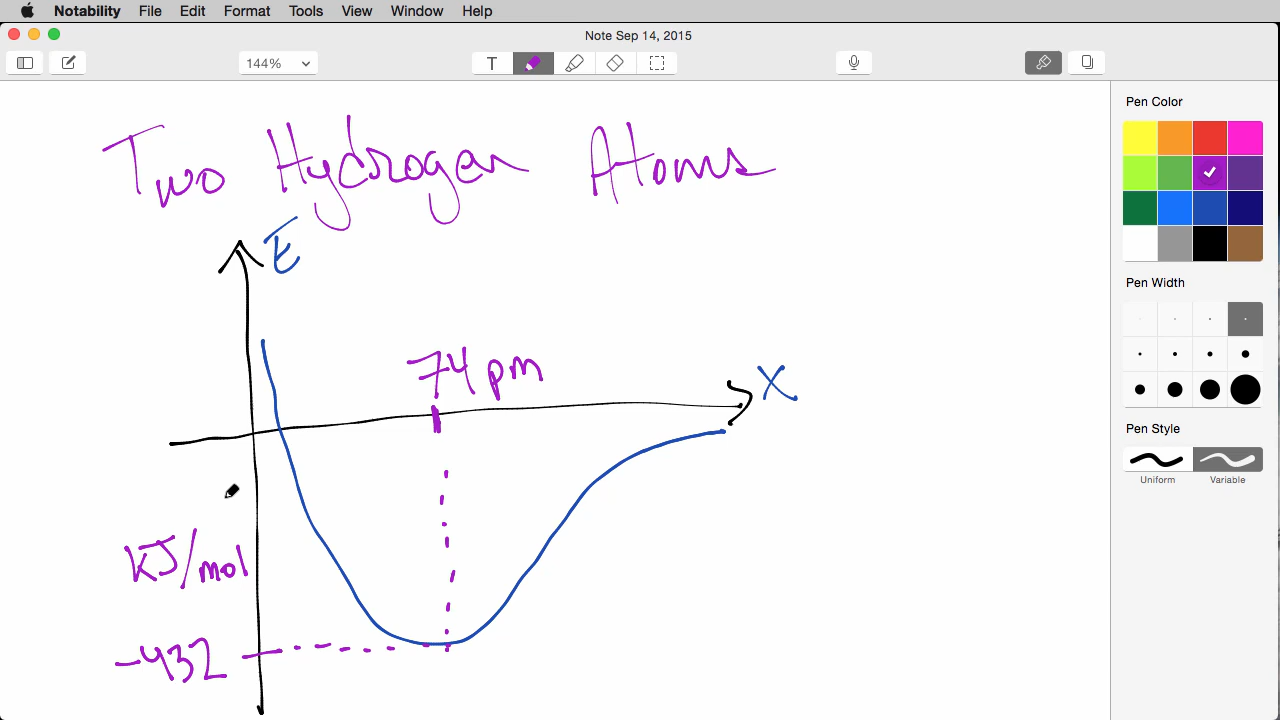 Notability File Edit Format Tools View Window Help
Note Sep 14, 2015
144% T
Pen Color
Two Hydrogen Atoms
E
Pen Width
74 pm
X
Pen Style
Uniform Variable
KJ/mol
-432